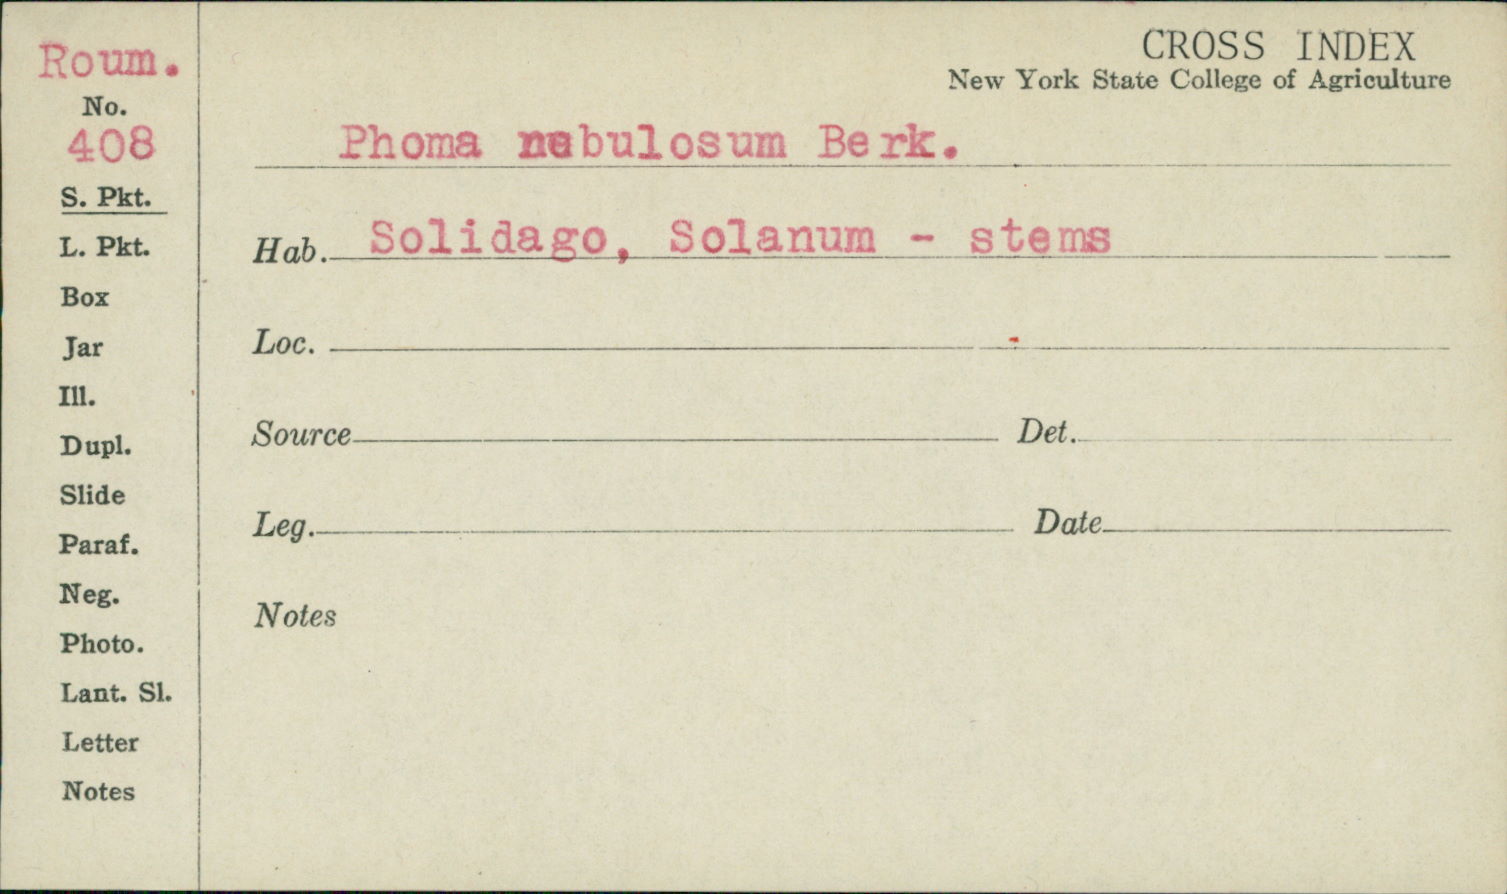 Roum.
No.
408
S. Pkt.
L. Pkt.
Box
Jar
Ill.
Dupl.
Slide
Paraf.
Neg.
Photo.
Lant. Sl.
Letter
Notes
CROSS INDEX
New York State College of Agriculture
Phoma nebulosum Berk.
Hab. Solidago, Solanum - stems
Loc.
Source Det.
Leg. Date
Notes